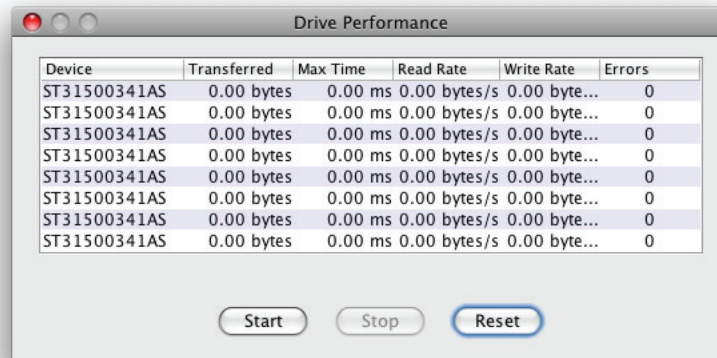 Drive Performance
Device Transferred Max Time Read Rate Write Rate Errors
ST31500341AS 0.00 bytes 0.00 ms 0.00 bytes/s 0.00 byte... 0
ST31500341AS 0.00 bytes 0.00 ms 0.00 bytes/s 0.00 byte... 0
ST31500341AS 0.00 bytes 0.00 ms 0.00 bytes/s 0.00 byte... 0
ST31500341AS 0.00 bytes 0.00 ms 0.00 bytes/s 0.00 byte... 0
ST31500341AS 0.00 bytes 0.00 ms 0.00 bytes/s 0.00 byte... 0
ST31500341AS 0.00 bytes 0.00 ms 0.00 bytes/s 0.00 byte... 0
ST31500341AS 0.00 bytes 0.00 ms 0.00 bytes/s 0.00 byte... 0
ST31500341AS 0.00 bytes 0.00 ms 0.00 bytes/s 0.00 byte... 0
Start Stop Reset